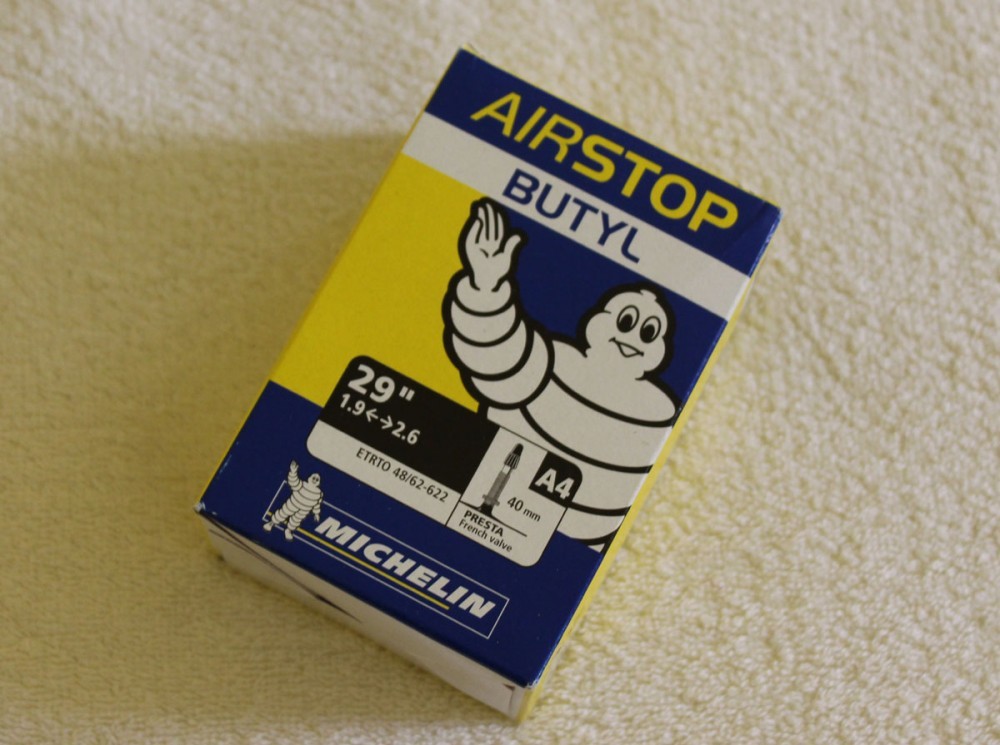 AIRSTOP
BUTYL
29"
1.9↔2.6
ETRTO 48/62-622
A4
40 mm
PRESTA
French valve
MICHELIN